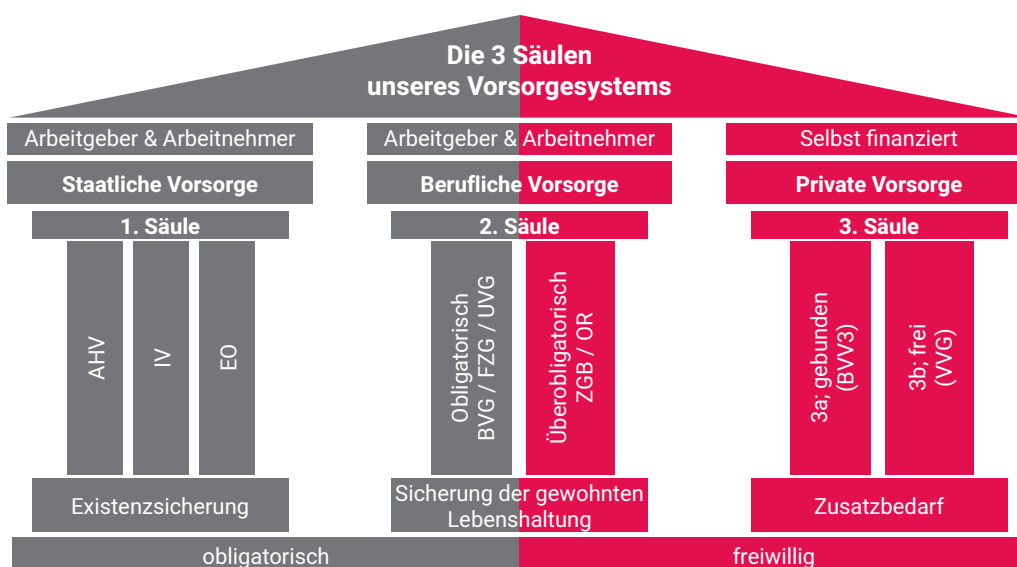 Die 3 Säulen
unseres Vorsorgesystems
Arbeitgeber & Arbeitnehmer
Staatliche Vorsorge
1. Säule
AHV
IV
EO
Existenzsicherung
Arbeitgeber & Arbeitnehmer
Berufliche Vorsorge
2. Säule
Obligatorisch
BVG / FZG / UVG
Überobligatorisch
ZGB / OR
Sicherung der gewohnten
Lebenshaltung
Selbst finanziert
Private Vorsorge
3. Säule
3a; gebunden
(BVV3)
3b; frei
(VVG)
Zusatzbedarf
obligatorisch
freiwillig